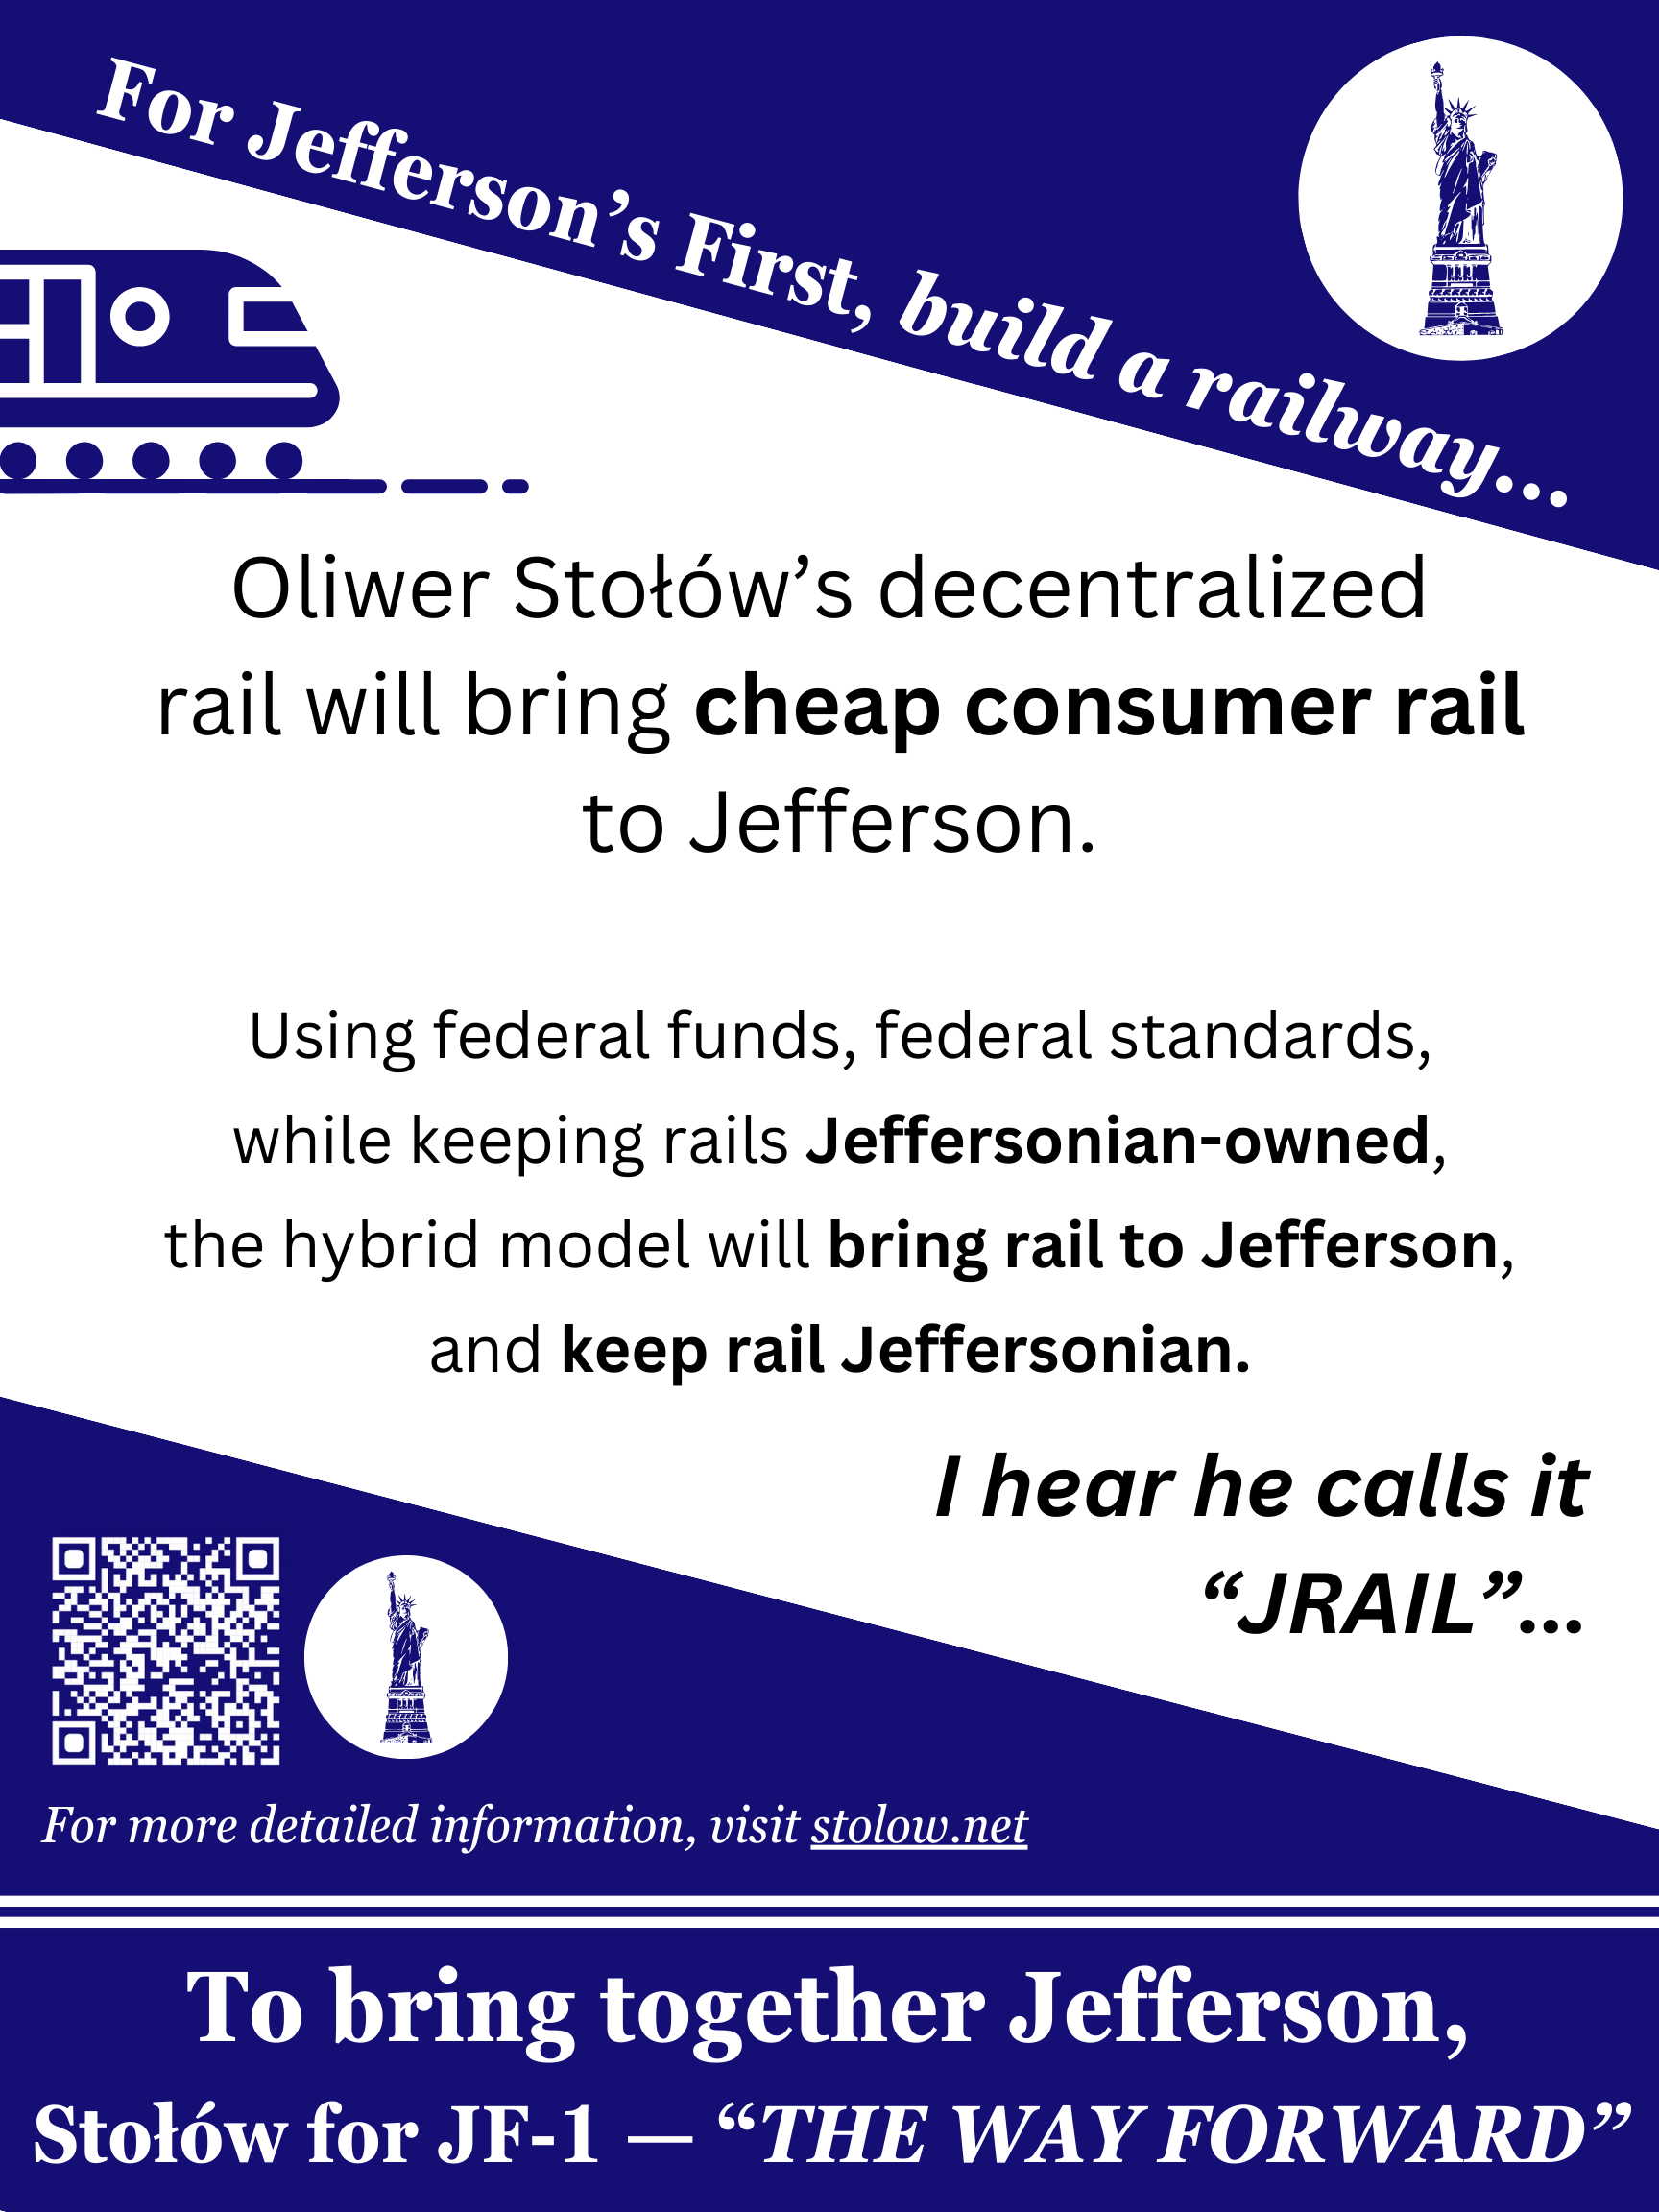 For Jefferson’s First, build a railway...
Oliwer Stołów’s decentralized
rail will bring cheap consumer rail
to Jefferson.
Using federal funds, federal standards,
while keeping rails Jeffersonian-owned,
the hybrid model will bring rail to Jefferson,
and keep rail Jeffersonian.
I hear he calls it
“JRAIL”...
For more detailed information, visit stolow.net
To bring together Jefferson,
Stołów for JF-1 — “THE WAY FORWARD”